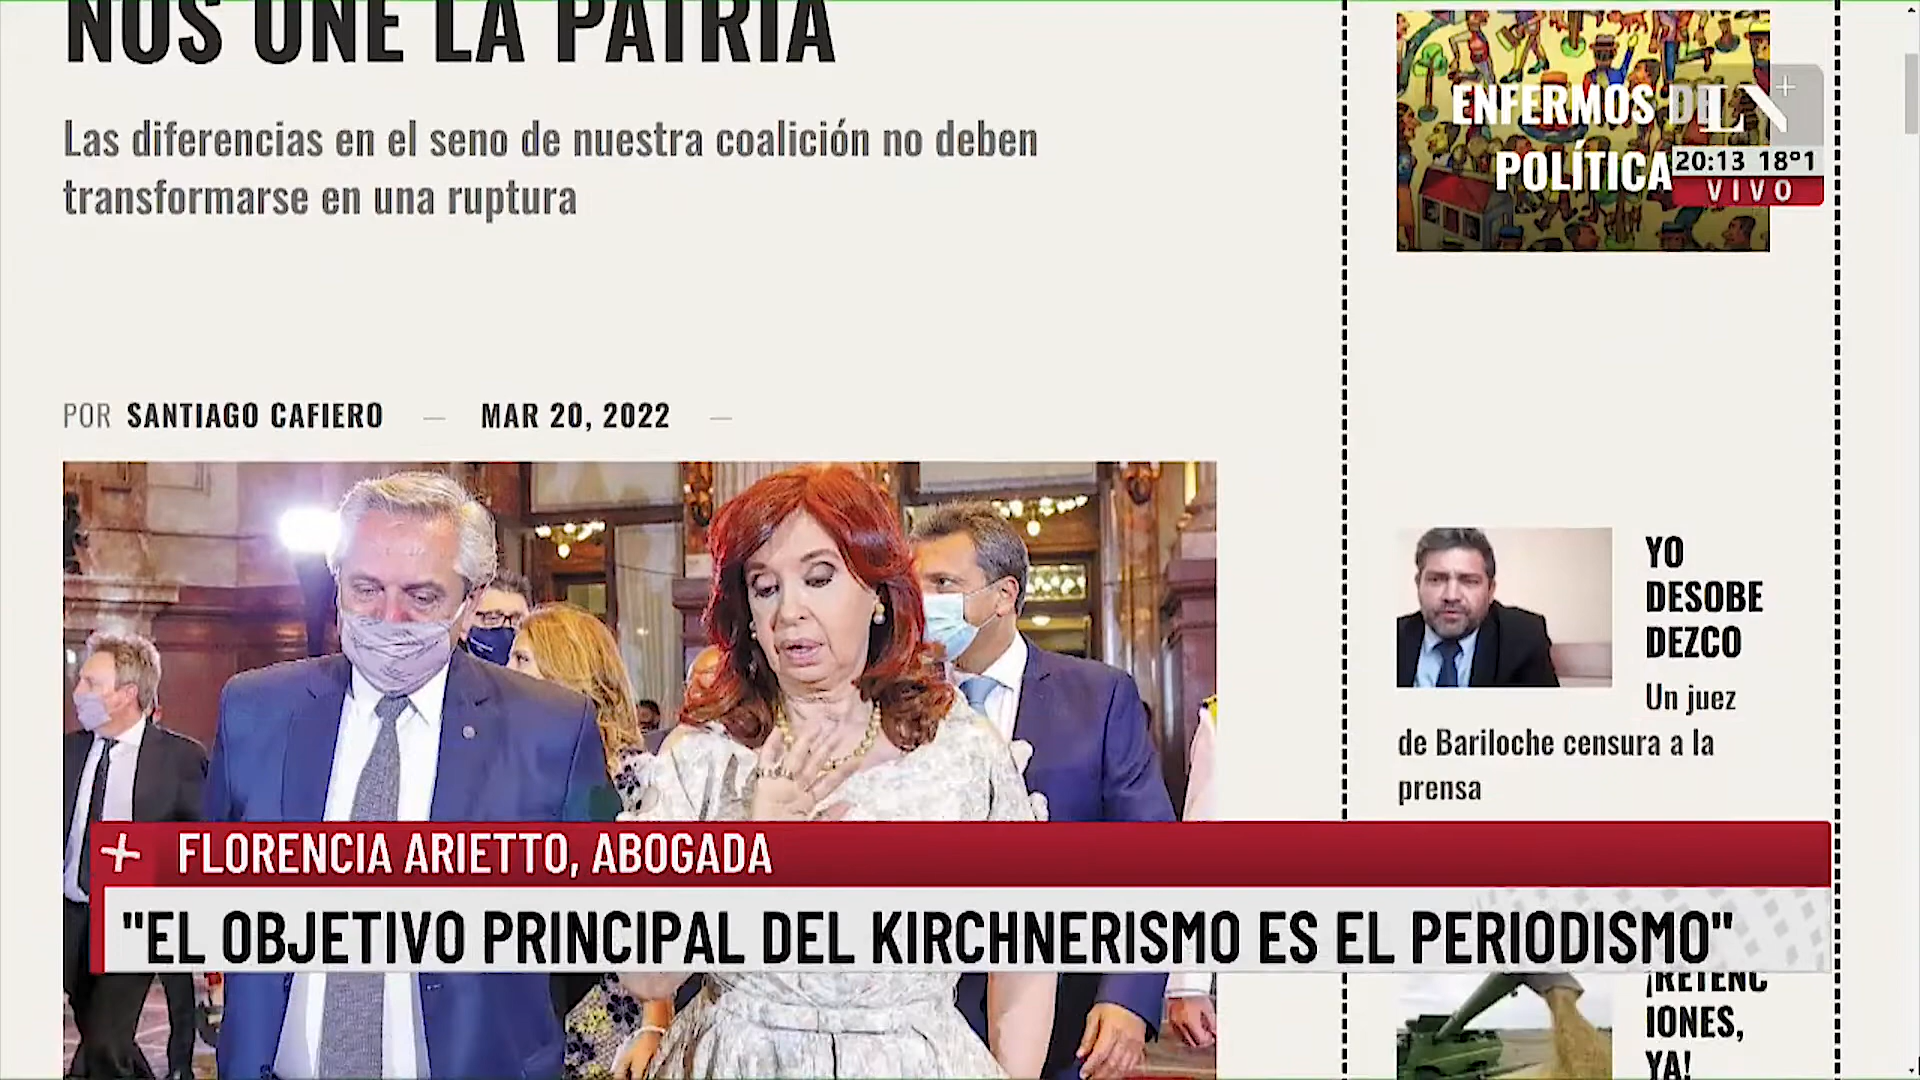 NOS UNE LA PATRIA
Las diferencias en el seno de nuestra coalición no deben
transformarse en una ruptura
POR SANTIAGO CAFIERO — MAR 20, 2022 —
ENFERMOS DE
POLÍTICA
LN+
20:13 18°1
VIVO
YO
DESOBE
DEZCO
Un juez
de Bariloche censura a la
prensa
+ FLORENCIA ARIETTO, ABOGADA
"EL OBJETIVO PRINCIPAL DEL KIRCHNERISMO ES EL PERIODISMO"
¡RETENC
IONES,
YA!